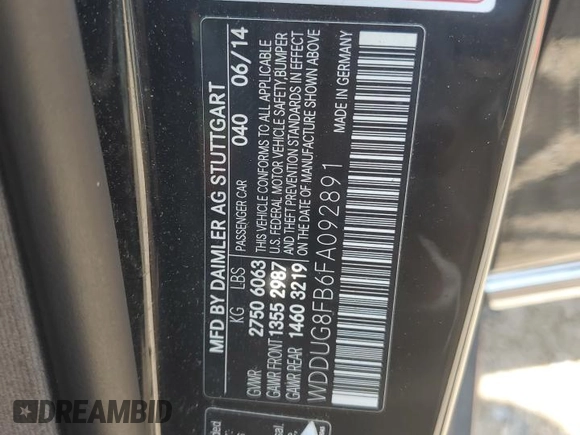 MFD BY DAIMLER AG STUTTGART
KG LBS PASSENGER CAR 040 06/14
GVWR 2750 6063 THIS VEHICLE CONFORMS TO ALL APPLICABLE
GAWR FRONT 1355 2987 U.S. FEDERAL MOTOR VEHICLE SAFETY, BUMPER
AND THEFT PREVENTION STANDARDS IN EFFECT
GAWR REAR 1460 3219 ON THE DATE OF MANUFACTURE SHOWN ABOVE
WDDUG8FB6FA092891 MADE IN GERMANY
DREAMBID